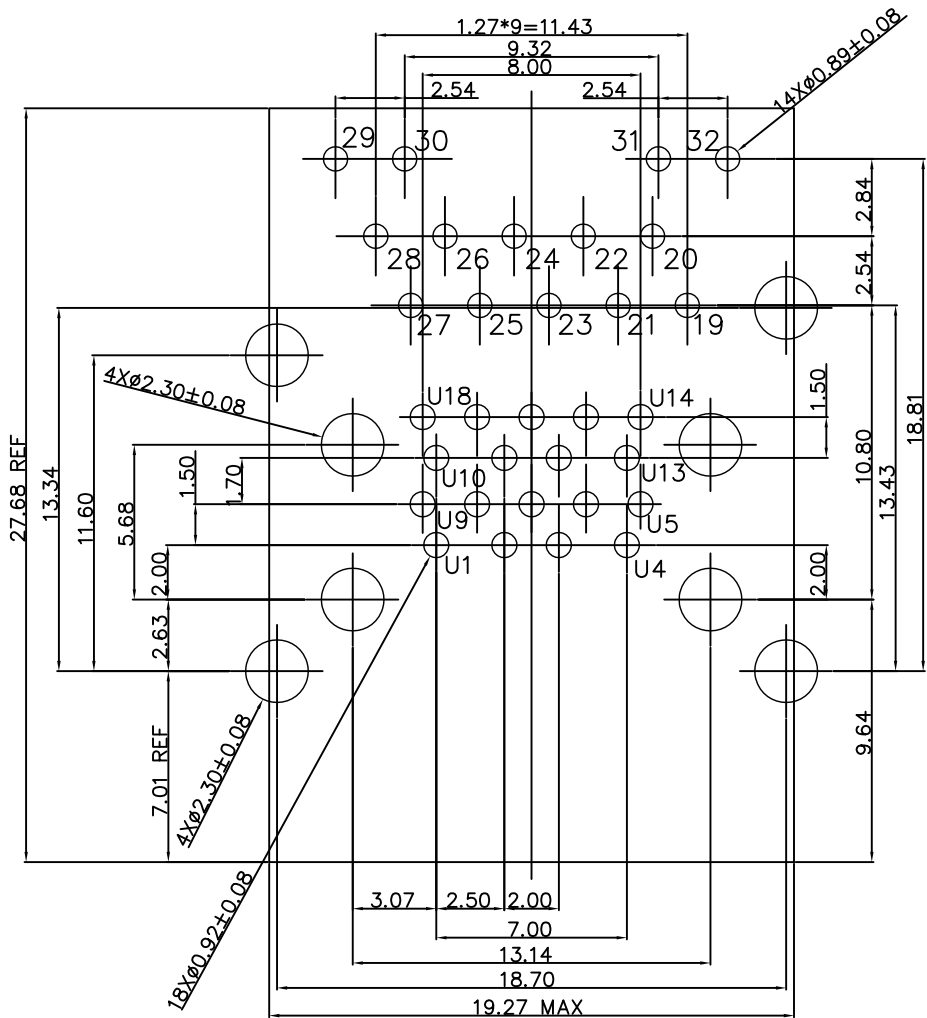 1.27*9=11.43
9.32
8.00
2.54
2.54
14Xø0.89±0.08
29
30
31
32
2.84
28
26
24
22
20
2.54
27
25
23
21
19
4Xø2.30±0.08
U18
U14
1.50
18.81
27.68 REF
13.34
11.60
5.68
1.50
1.70
U10
U13
10.80
13.43
U9
U5
U1
U4
2.00
2.00
2.63
7.01 REF
4Xø2.30±0.08
9.64
18Xø0.92±0.08
3.07
2.50
2.00
7.00
13.14
18.70
19.27 MAX